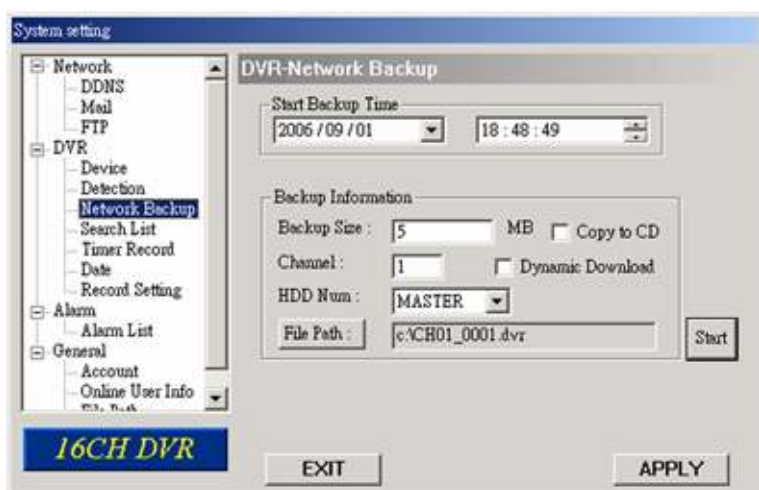 System setting
Network
DDNS
Mail
FTP
DVR
Device
Detection
Network Backup
Search List
Timer Record
Date
Record Setting
Alarm
Alarm List
General
Account
Online User Info
File Path
16CH DVR
DVR-Network Backup
Start Backup Time
2006 / 09 / 01
18 : 48 : 49
Backup Information
Backup Size : 5 MB Copy to CD
Channel : 1 Dynamic Download
HDD Num : MASTER
File Path : c:\CH01_0001.dvr
Start
EXIT
APPLY